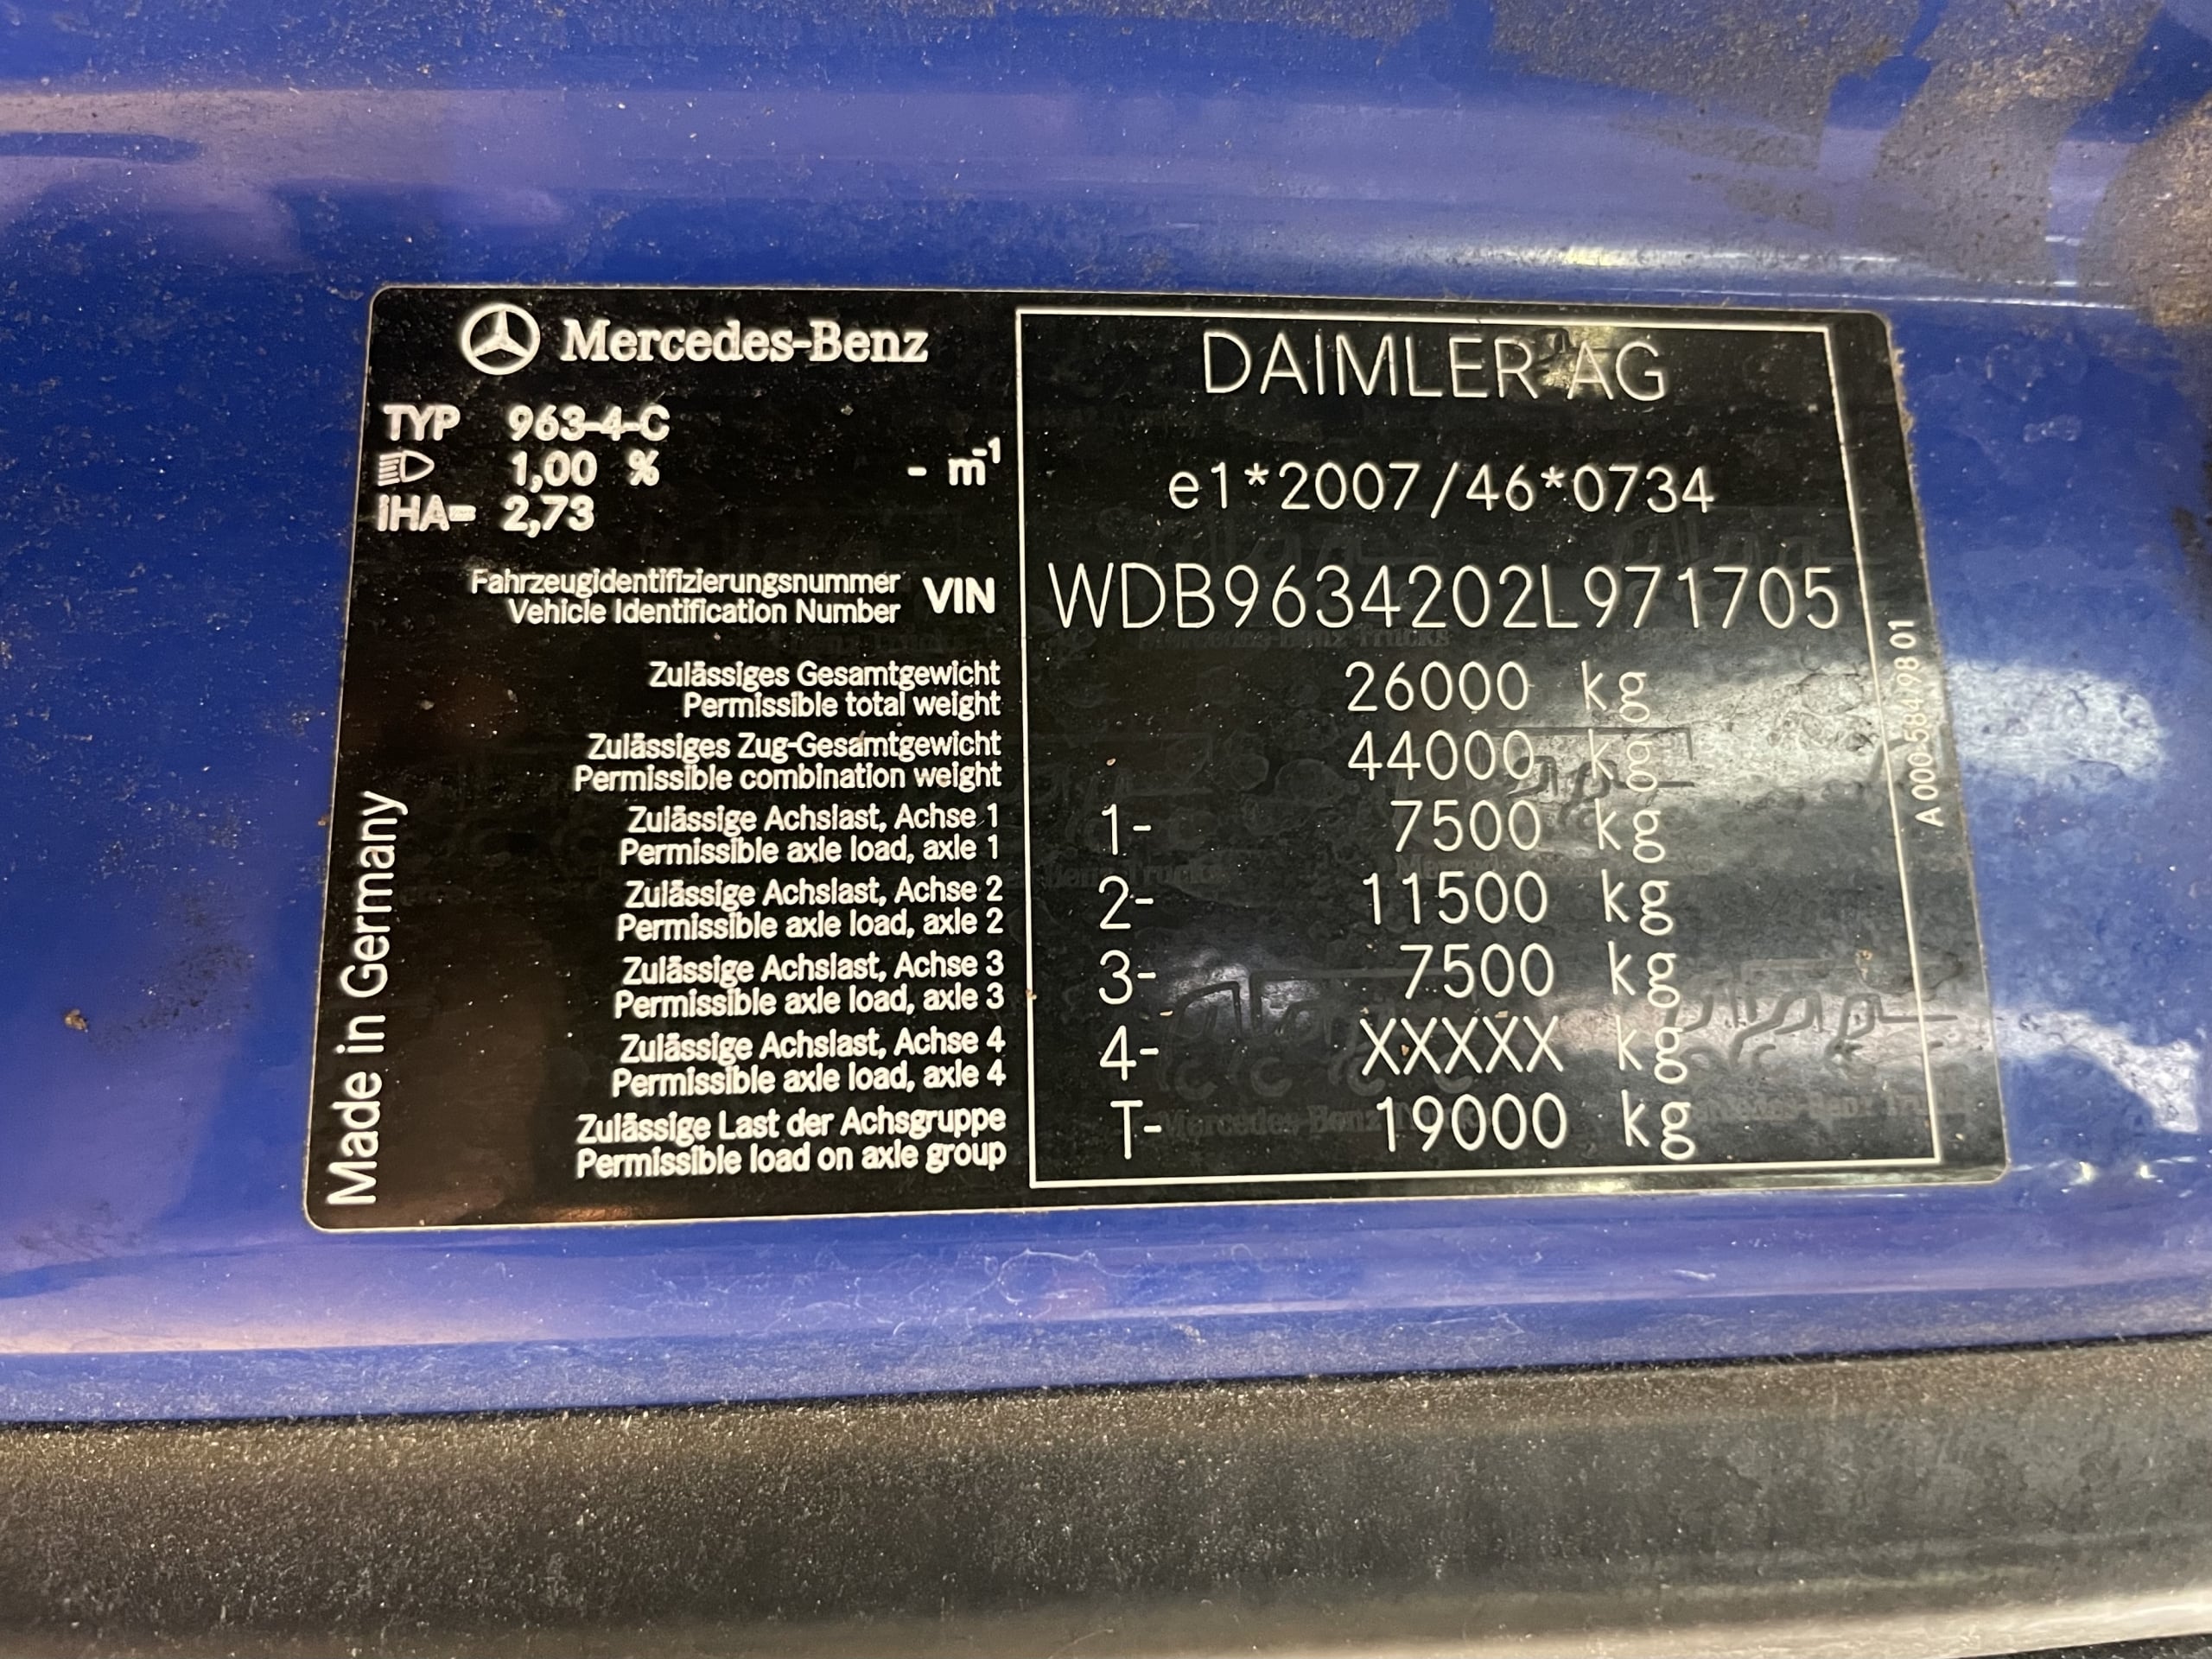 Mercedes-Benz
TYP 963-4-C
1,00 % - m-1
iHA= 2,73
DAIMLER AG
e1*2007/46*0734
Fahrzeugidentifizierungsnummer
Vehicle Identification Number
VIN WDB9634202L971705
Zulässiges Gesamtgewicht
Permissible total weight
26000 kg
Zulässiges Zug-Gesamtgewicht
Permissible combination weight
44000 kg
Zulässige Achslast, Achse 1
Permissible axle load, axle 1
1- 7500 kg
Zulässige Achslast, Achse 2
Permissible axle load, axle 2
2- 11500 kg
Zulässige Achslast, Achse 3
Permissible axle load, axle 3
3- 7500 kg
Zulässige Achslast, Achse 4
Permissible axle load, axle 4
4- XXXXX kg
Zulässige Last der Achsgruppe
Permissible load on axle group
T- 19000 kg
Made in Germany
A 000 584 498 01